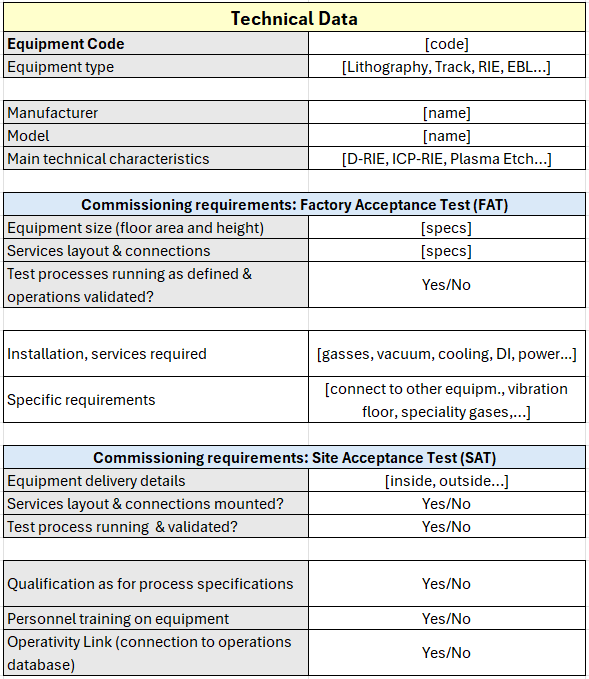 Technical Data
Equipment Code [code]
Equipment type [Lithography, Track, RIE, EBL...]
Manufacturer [name]
Model [name]
Main technical characteristics [D-RIE, ICP-RIE, Plasma Etch...]
Commissioning requirements: Factory Acceptance Test (FAT)
Equipment size (floor area and height) [specs]
Services layout & connections [specs]
Test processes running as defined &
operations validated?
Yes/No
Installation, services required [gasses, vacuum, cooling, DI, power...]
Specific requirements
[connect to other equipm., vibration
floor, speciality gases,...]
Commissioning requirements: Site Acceptance Test (SAT)
Equipment delivery details [inside, outside...]
Services layout & connections mounted? Yes/No
Test process running & validated? Yes/No
Qualification as for process specifications Yes/No
Personnel training on equipment Yes/No
Operativity Link (connection to operations
database)
Yes/No